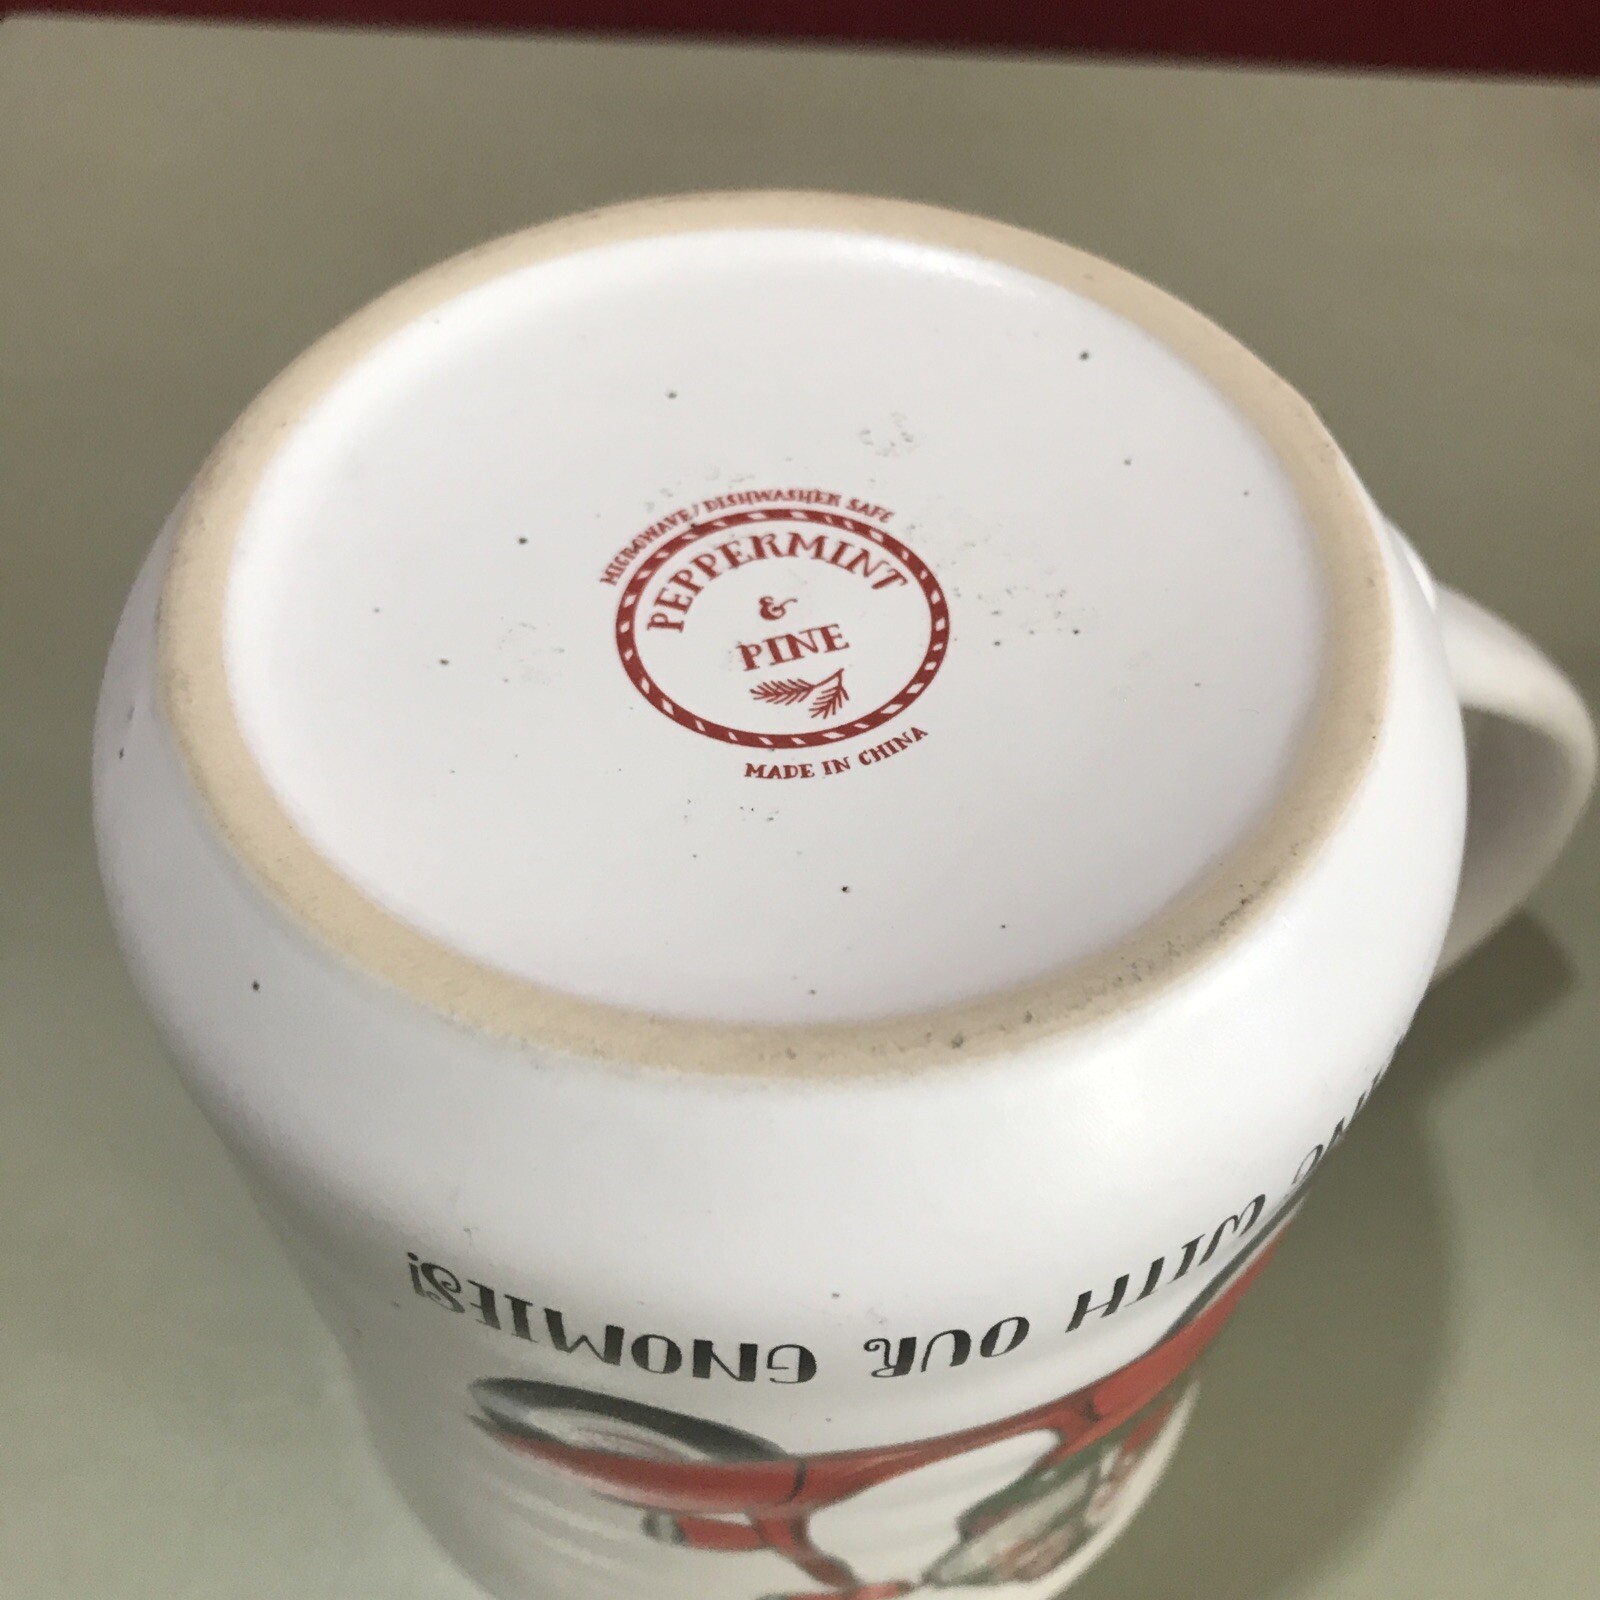 MICROWAVE/DISHWASHER SAFE
PEPPERMINT
&
PINE
MADE IN CHINA
WITH OUR GNOMIES!